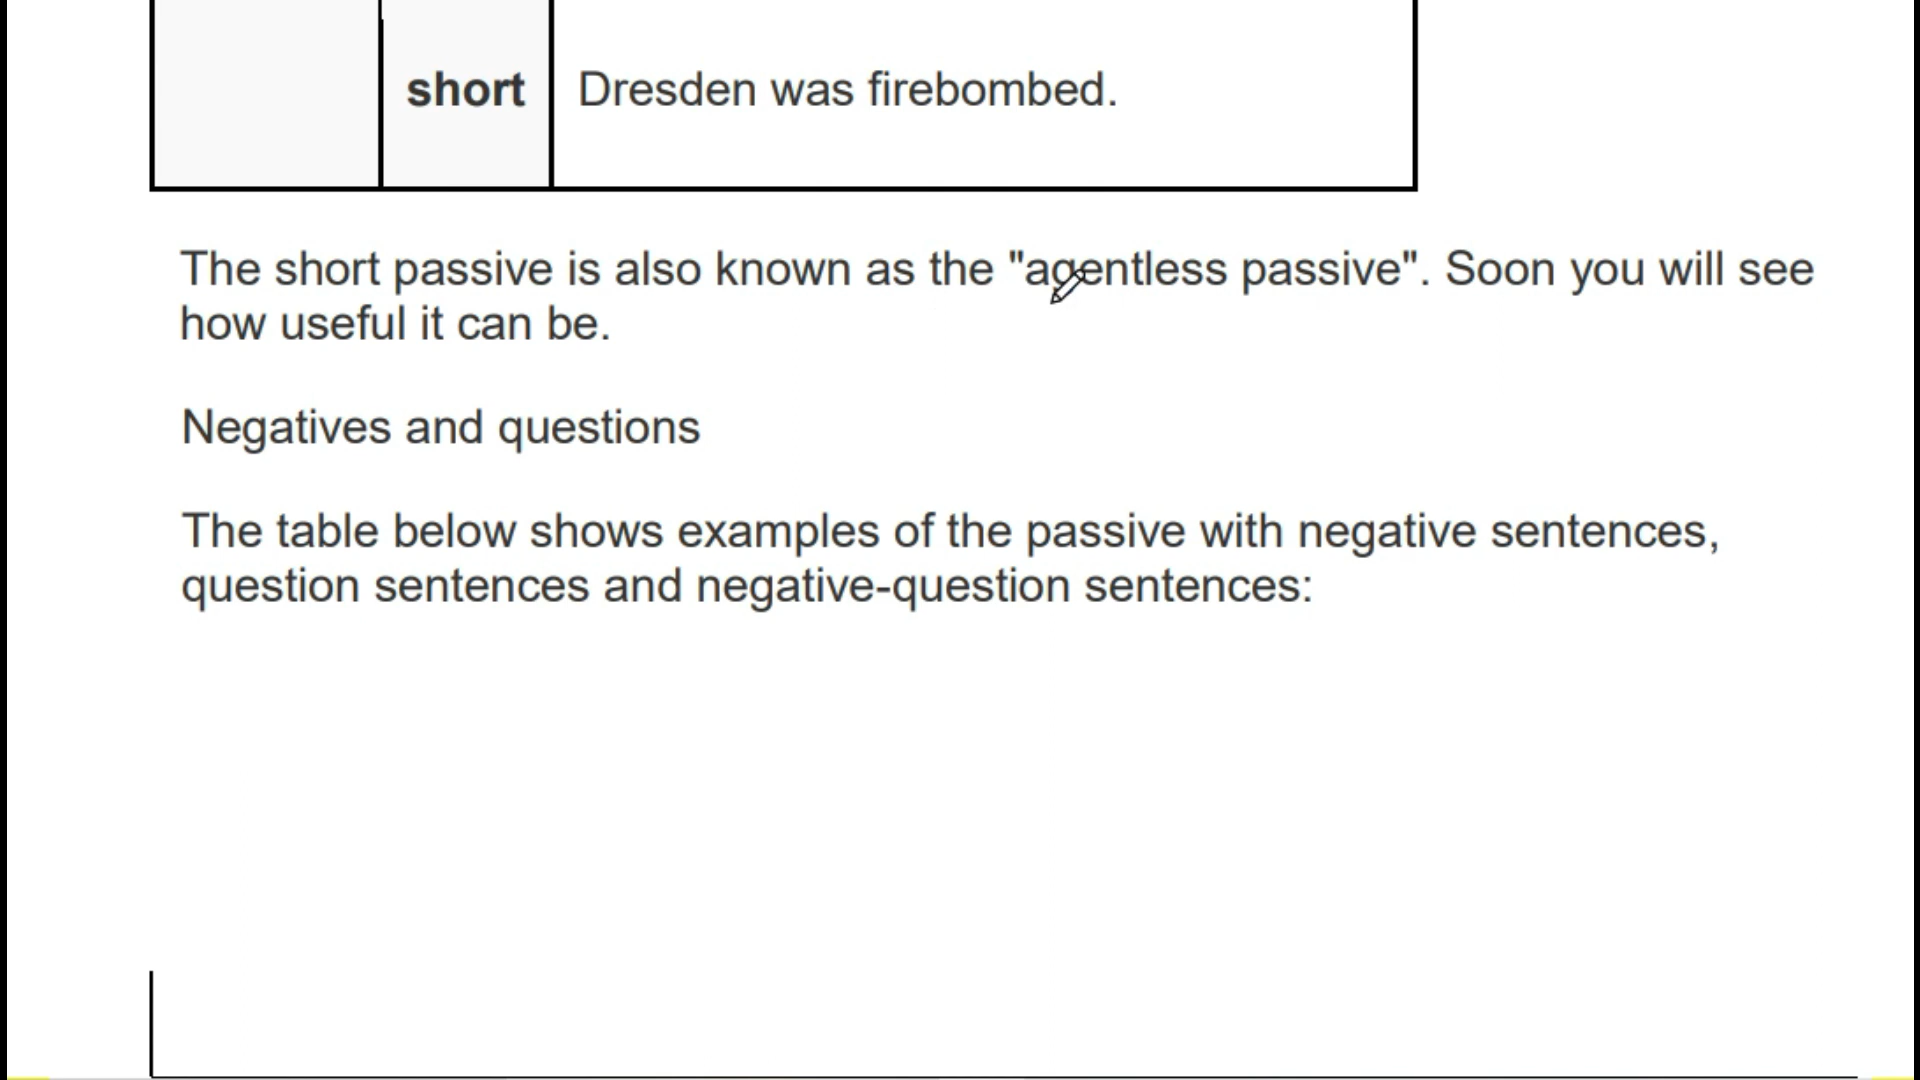 short Dresden was firebombed.
The short passive is also known as the "agentless passive". Soon you will see
how useful it can be.
Negatives and questions
The table below shows examples of the passive with negative sentences,
question sentences and negative-question sentences: